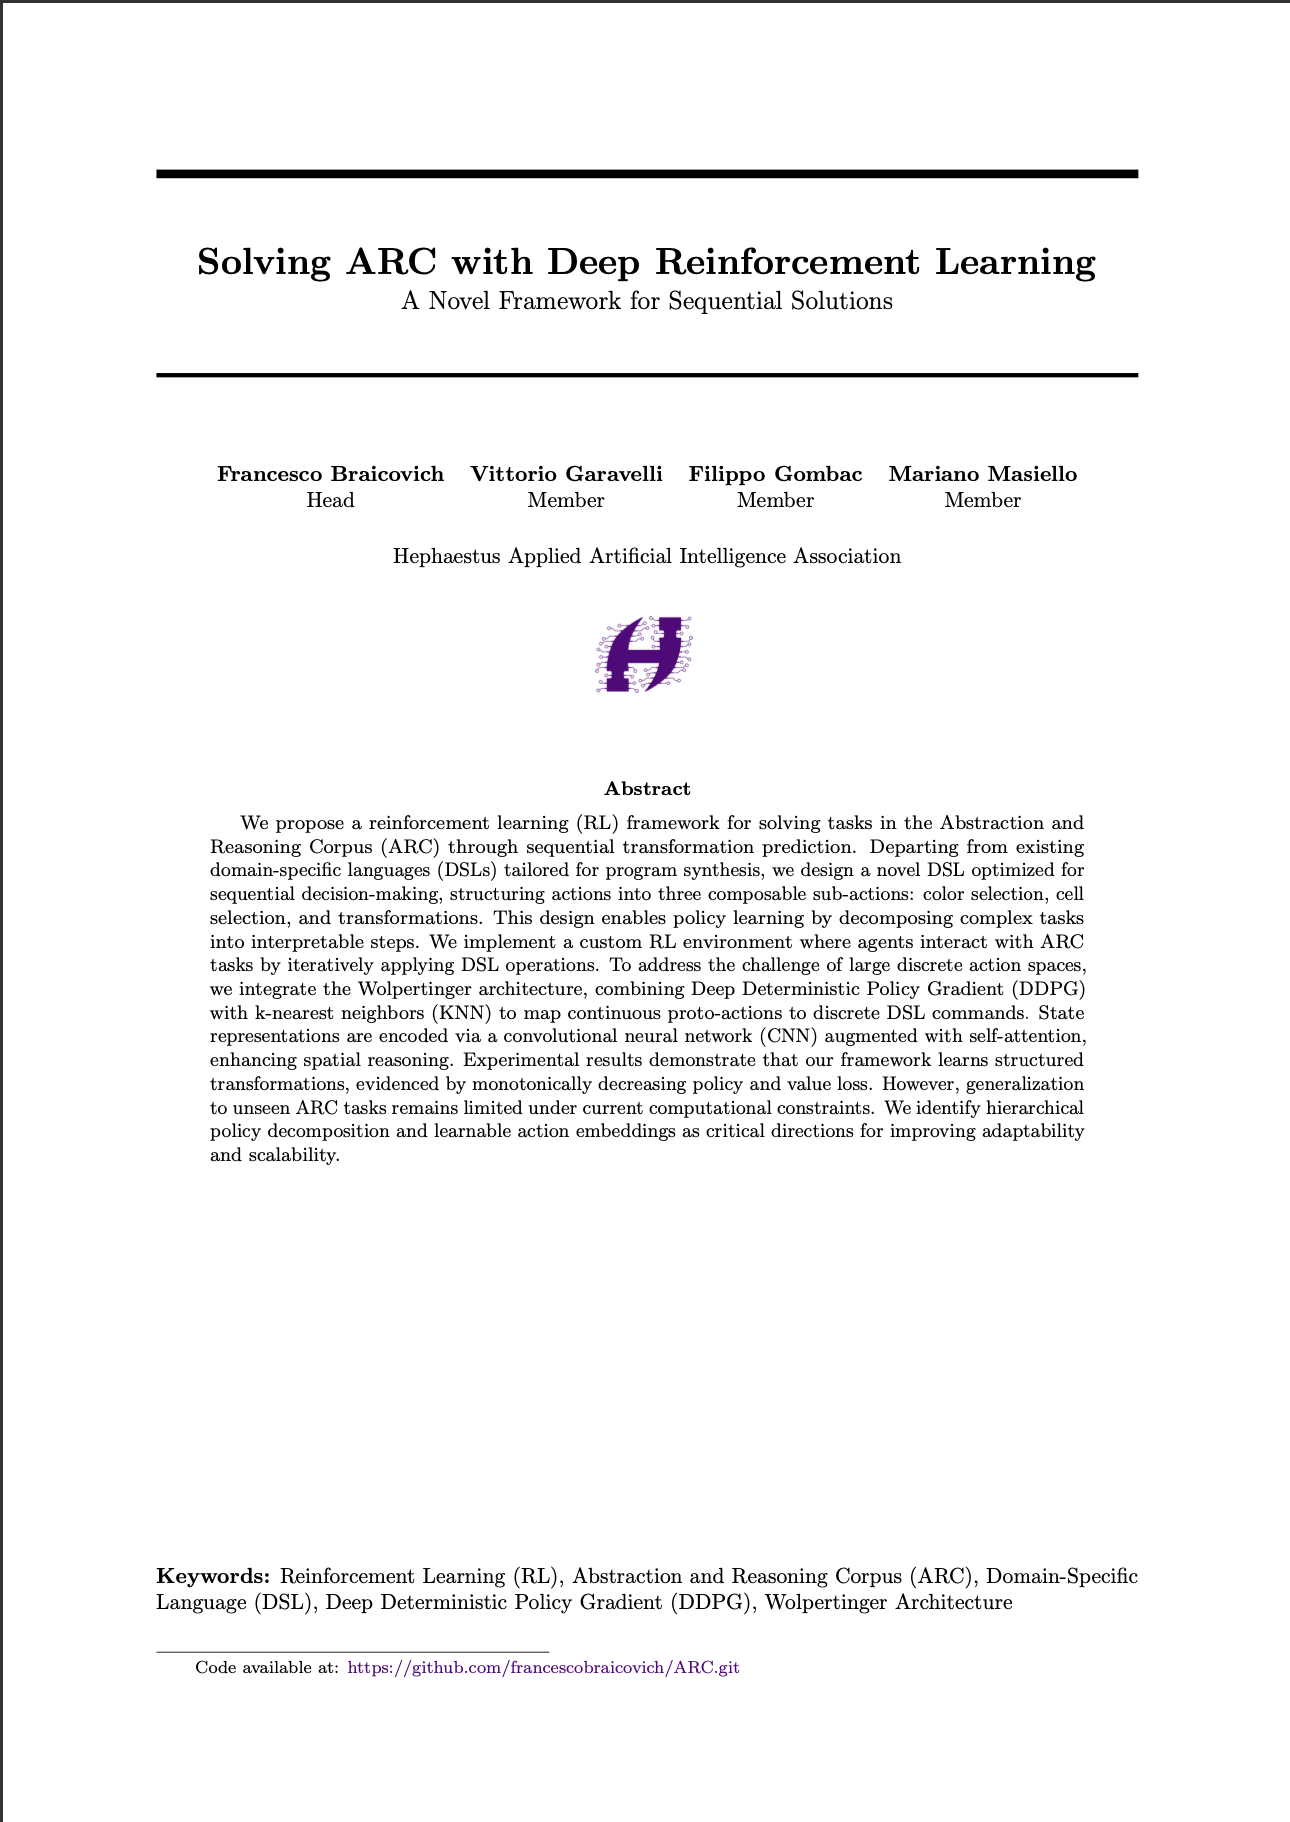 Solving ARC with Deep Reinforcement Learning
A Novel Framework for Sequential Solutions
Francesco Braicovich Vittorio Garavelli Filippo Gombac Mariano Masiello
Head Member Member Member
Hephaestus Applied Artificial Intelligence Association
H
Abstract
We propose a reinforcement learning (RL) framework for solving tasks in the Abstraction and
Reasoning Corpus (ARC) through sequential transformation prediction. Departing from existing
domain-specific languages (DSLs) tailored for program synthesis, we design a novel DSL optimized for
sequential decision-making, structuring actions into three composable sub-actions: color selection, cell
selection, and transformations. This design enables policy learning by decomposing complex tasks
into interpretable steps. We implement a custom RL environment where agents interact with ARC
tasks by iteratively applying DSL operations. To address the challenge of large discrete action spaces,
we integrate the Wolpertinger architecture, combining Deep Deterministic Policy Gradient (DDPG)
with k-nearest neighbors (KNN) to map continuous proto-actions to discrete DSL commands. State
representations are encoded via a convolutional neural network (CNN) augmented with self-attention,
enhancing spatial reasoning. Experimental results demonstrate that our framework learns structured
transformations, evidenced by monotonically decreasing policy and value loss. However, generalization
to unseen ARC tasks remains limited under current computational constraints. We identify hierarchical
policy decomposition and learnable action embeddings as critical directions for improving adaptability
and scalability.
Keywords: Reinforcement Learning (RL), Abstraction and Reasoning Corpus (ARC), Domain-Specific
Language (DSL), Deep Deterministic Policy Gradient (DDPG), Wolpertinger Architecture
Code available at: https://github.com/francescobraicovich/ARC.git